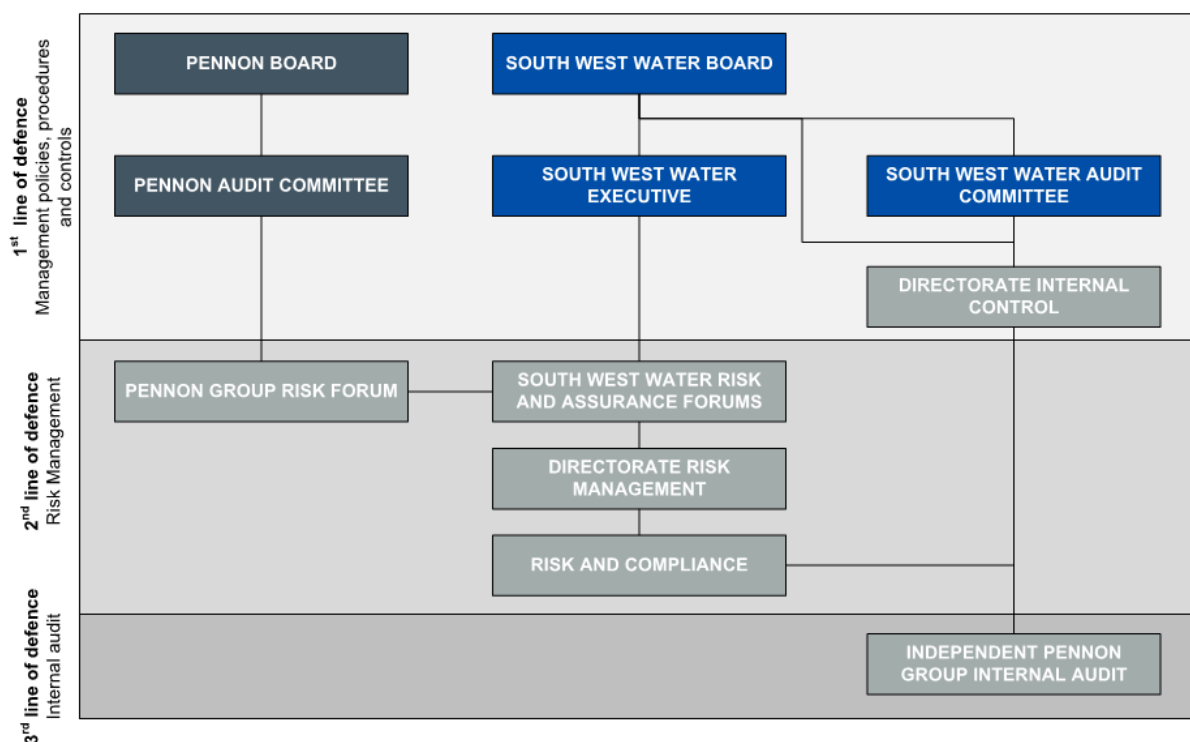 1st line of defence
Management policies, procedures
and controls
PENNON BOARD
SOUTH WEST WATER BOARD
PENNON AUDIT COMMITTEE
SOUTH WEST WATER
EXECUTIVE
SOUTH WEST WATER AUDIT
COMMITTEE
DIRECTORATE INTERNAL
CONTROL
2nd line of defence
Risk Management
PENNON GROUP RISK FORUM
SOUTH WEST WATER RISK
AND ASSURANCE FORUMS
DIRECTORATE RISK
MANAGEMENT
RISK AND COMPLIANCE
3rd line of defence
Internal audit
INDEPENDENT PENNON
GROUP INTERNAL AUDIT